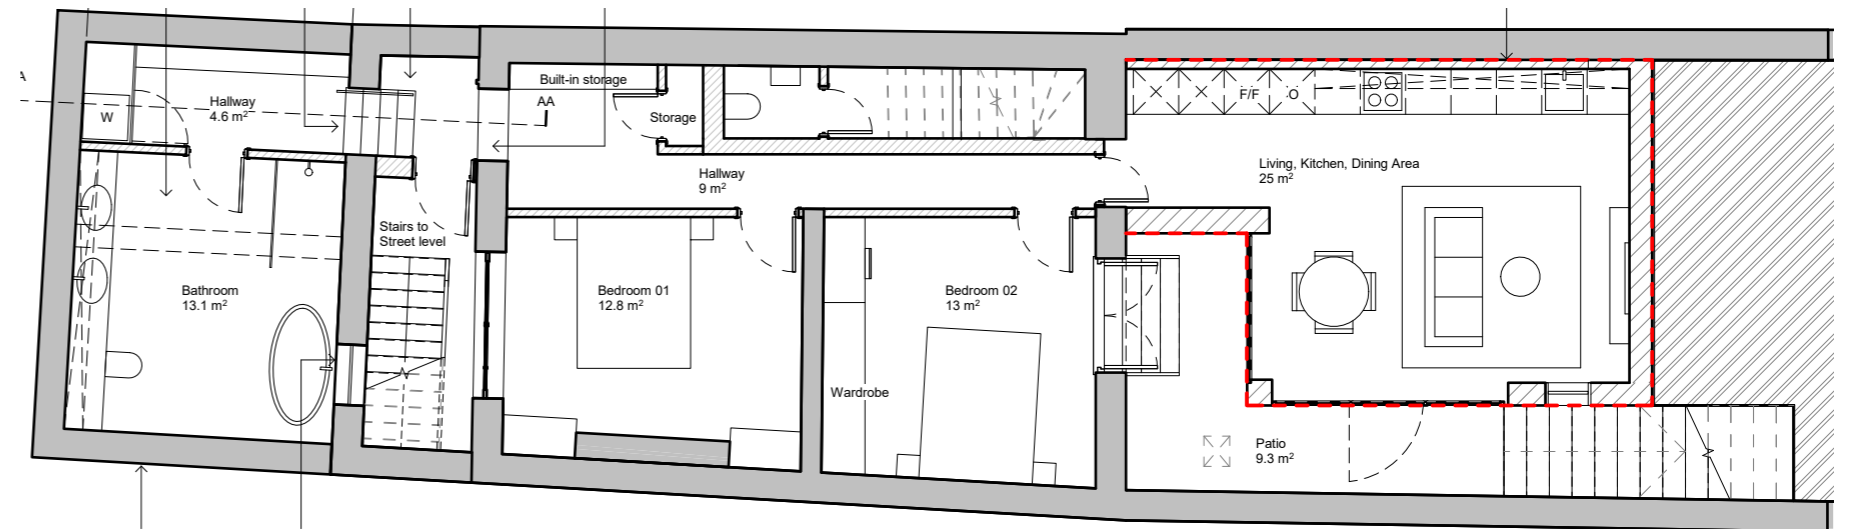 A
Hallway
4.6 m²
W
Built-in storage
AA
Storage
F/F
O
Living, Kitchen, Dining Area
25 m²
Hallway
9 m²
Stairs to
Street level
Bathroom
13.1 m²
Bedroom 01
12.8 m²
Bedroom 02
13 m²
Wardrobe
Patio
9.3 m²